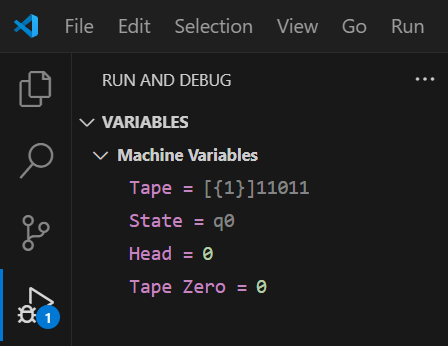 File Edit Selection View Go Run
RUN AND DEBUG ...
VARIABLES
Machine Variables
Tape = [{1}]11011
State = q0
Head = 0
Tape Zero = 0
1